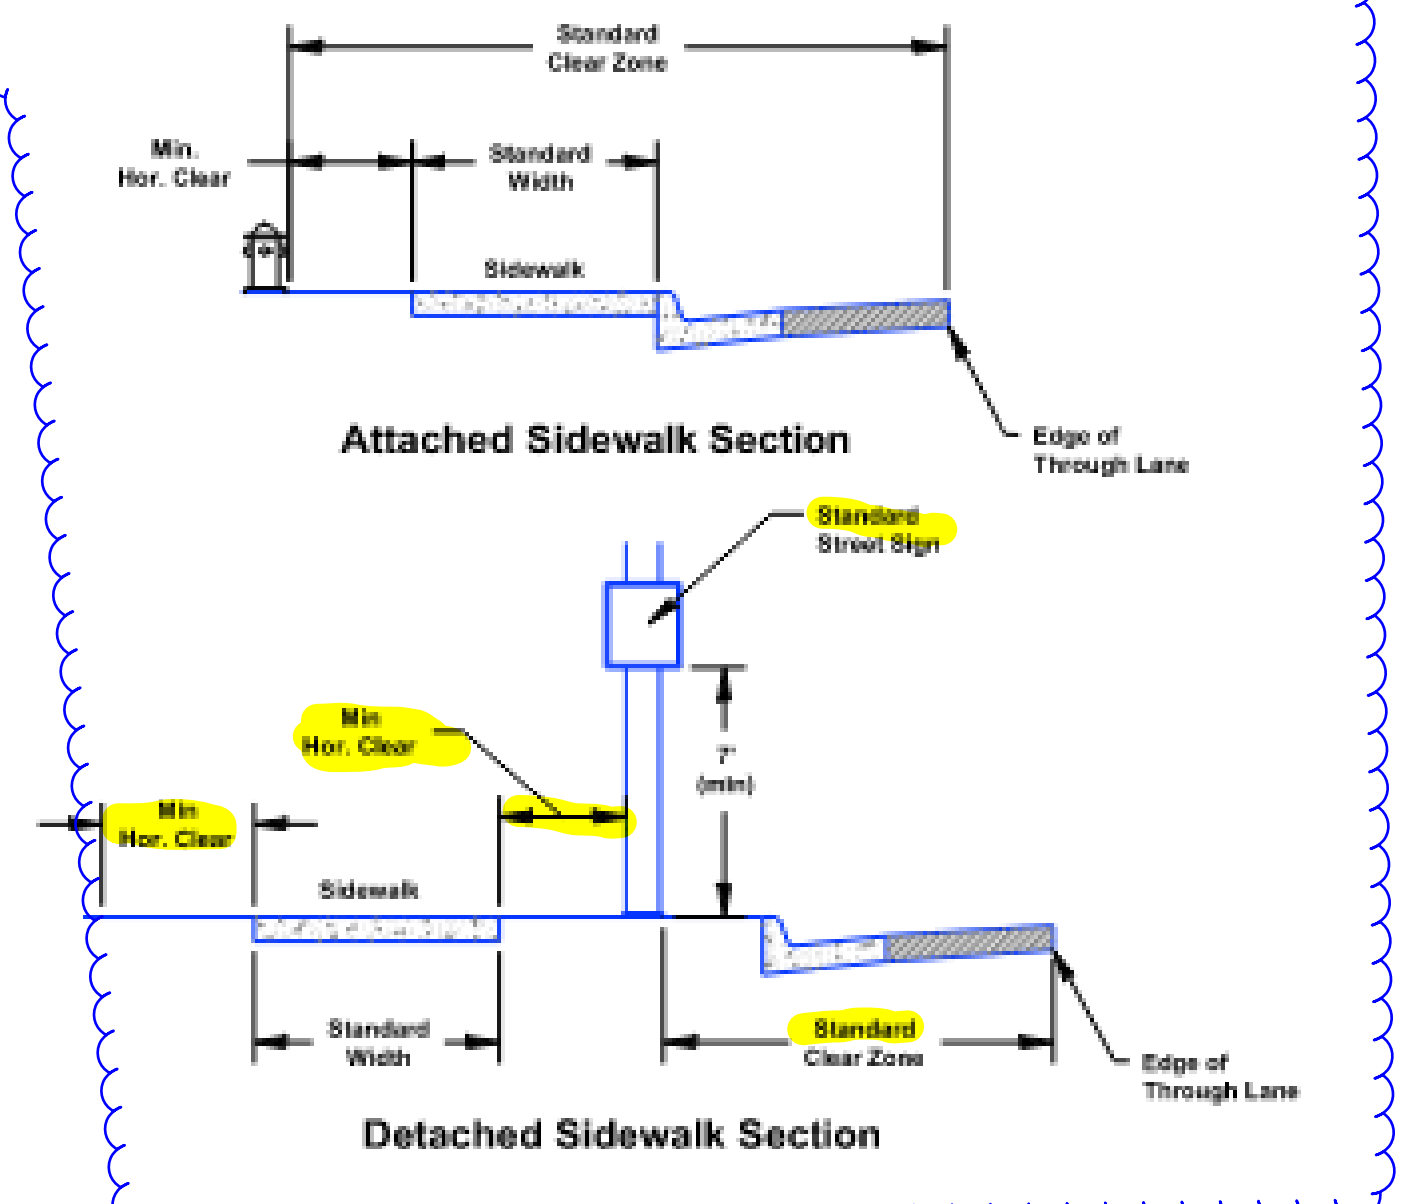 Standard
Clear Zone
Min.
Hor. Clear
Standard
Width
Sidewalk
Attached Sidewalk Section
Edge of
Through Lane
Standard
Street Sign
Min
Hor. Clear
7'
(min)
Min
Hor. Clear
Sidewalk
Standard
Width
Standard
Clear Zone
Edge of
Through Lane
Detached Sidewalk Section